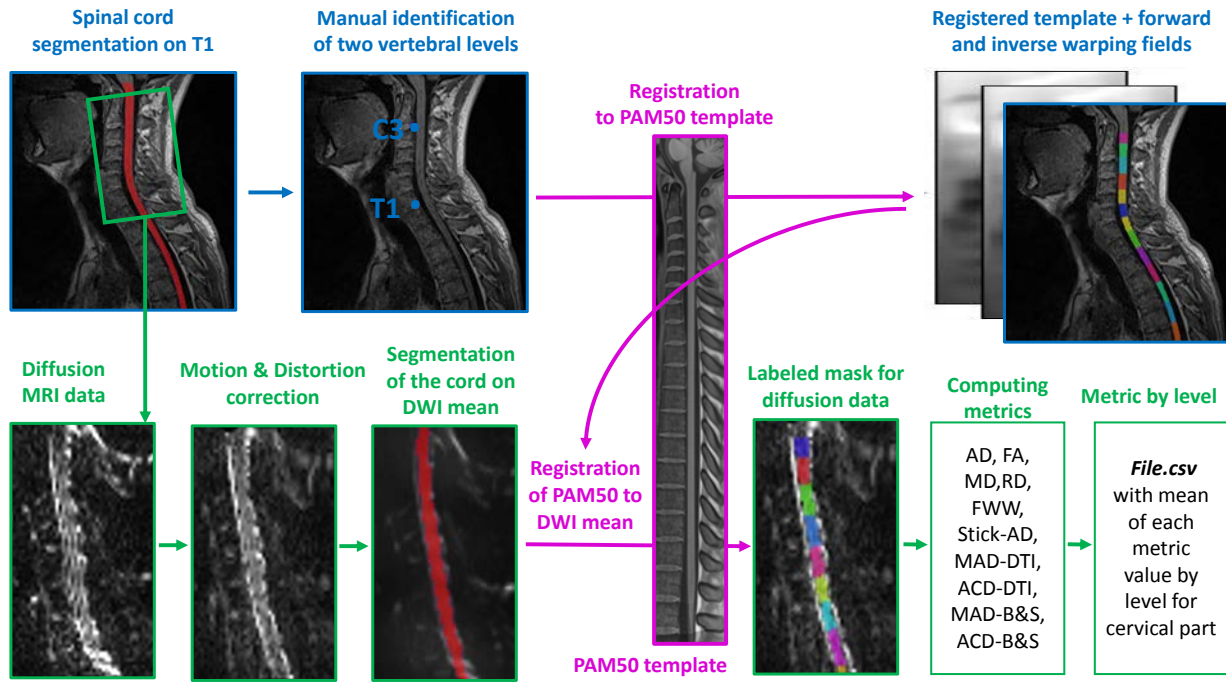 Spinal cord
segmentation on T1
Manual identification
of two vertebral levels
Registered template + forward
and inverse warping fields
Registration
to PAM50 template
C3
T1
Diffusion
MRI data
Motion & Distortion
correction
Segmentation
of the cord on
DWI mean
Registration
of PAM50 to
DWI mean
PAM50 template
Labeled mask for
diffusion data
Computing
metrics
AD, FA,
MD,RD,
FWW,
Stick-AD,
MAD-DTI,
ACD-DTI,
MAD-B&S,
ACD-B&S
Metric by level
File.csv
with mean
of each
metric
value by
level for
cervical part